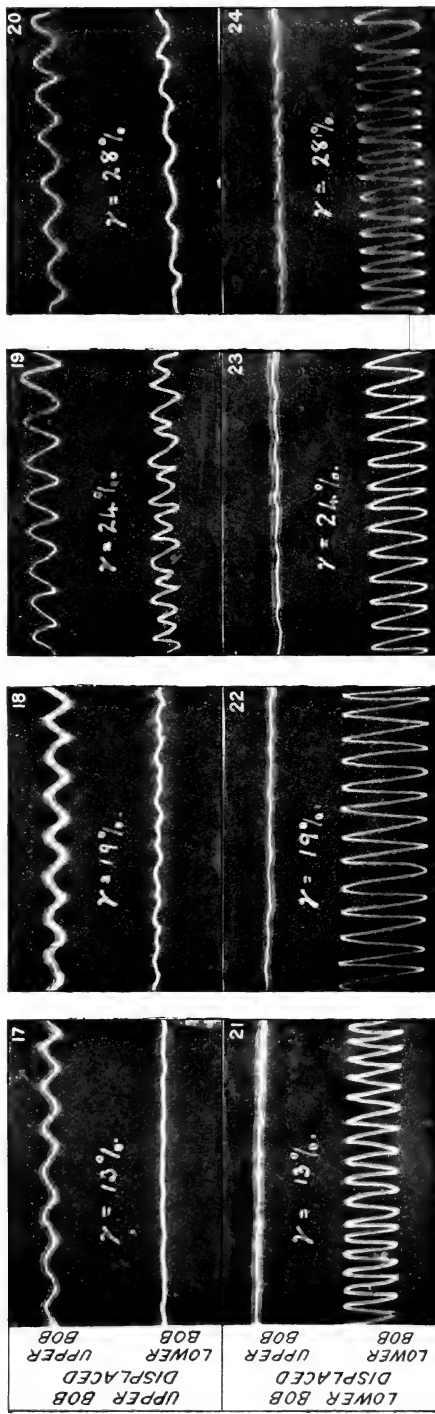 UPPER BOB
DISPLACED
UPPER
BOB
LOWER
BOB
17
γ = 13%.
18
γ = 19%.
19
γ = 24%.
20
γ = 28%.
LOWER BOB
DISPLACED
UPPER
BOB
LOWER
BOB
21
γ = 13%.
22
γ = 19%.
23
γ = 24%.
24
γ = 28%.